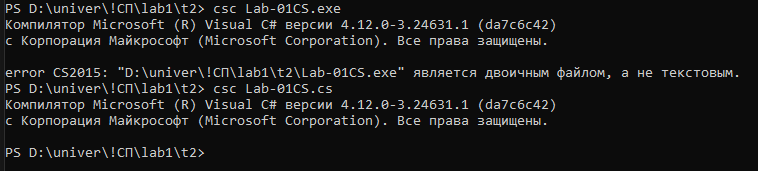 PS D:\univer\!СП\lab1\t2> csc Lab-01CS.exe
Компилятор Microsoft (R) Visual C# версии 4.12.0-3.24631.1 (da7c6c42)
с Корпорация Майкрософт (Microsoft Corporation). Все права защищены.
error CS2015: "D:\univer\!СП\lab1\t2\Lab-01CS.exe" является двоичным файлом, а не текстовым.
PS D:\univer\!СП\lab1\t2> csc Lab-01CS.cs
Компилятор Microsoft (R) Visual C# версии 4.12.0-3.24631.1 (da7c6c42)
с Корпорация Майкрософт (Microsoft Corporation). Все права защищены.
PS D:\univer\!СП\lab1\t2>